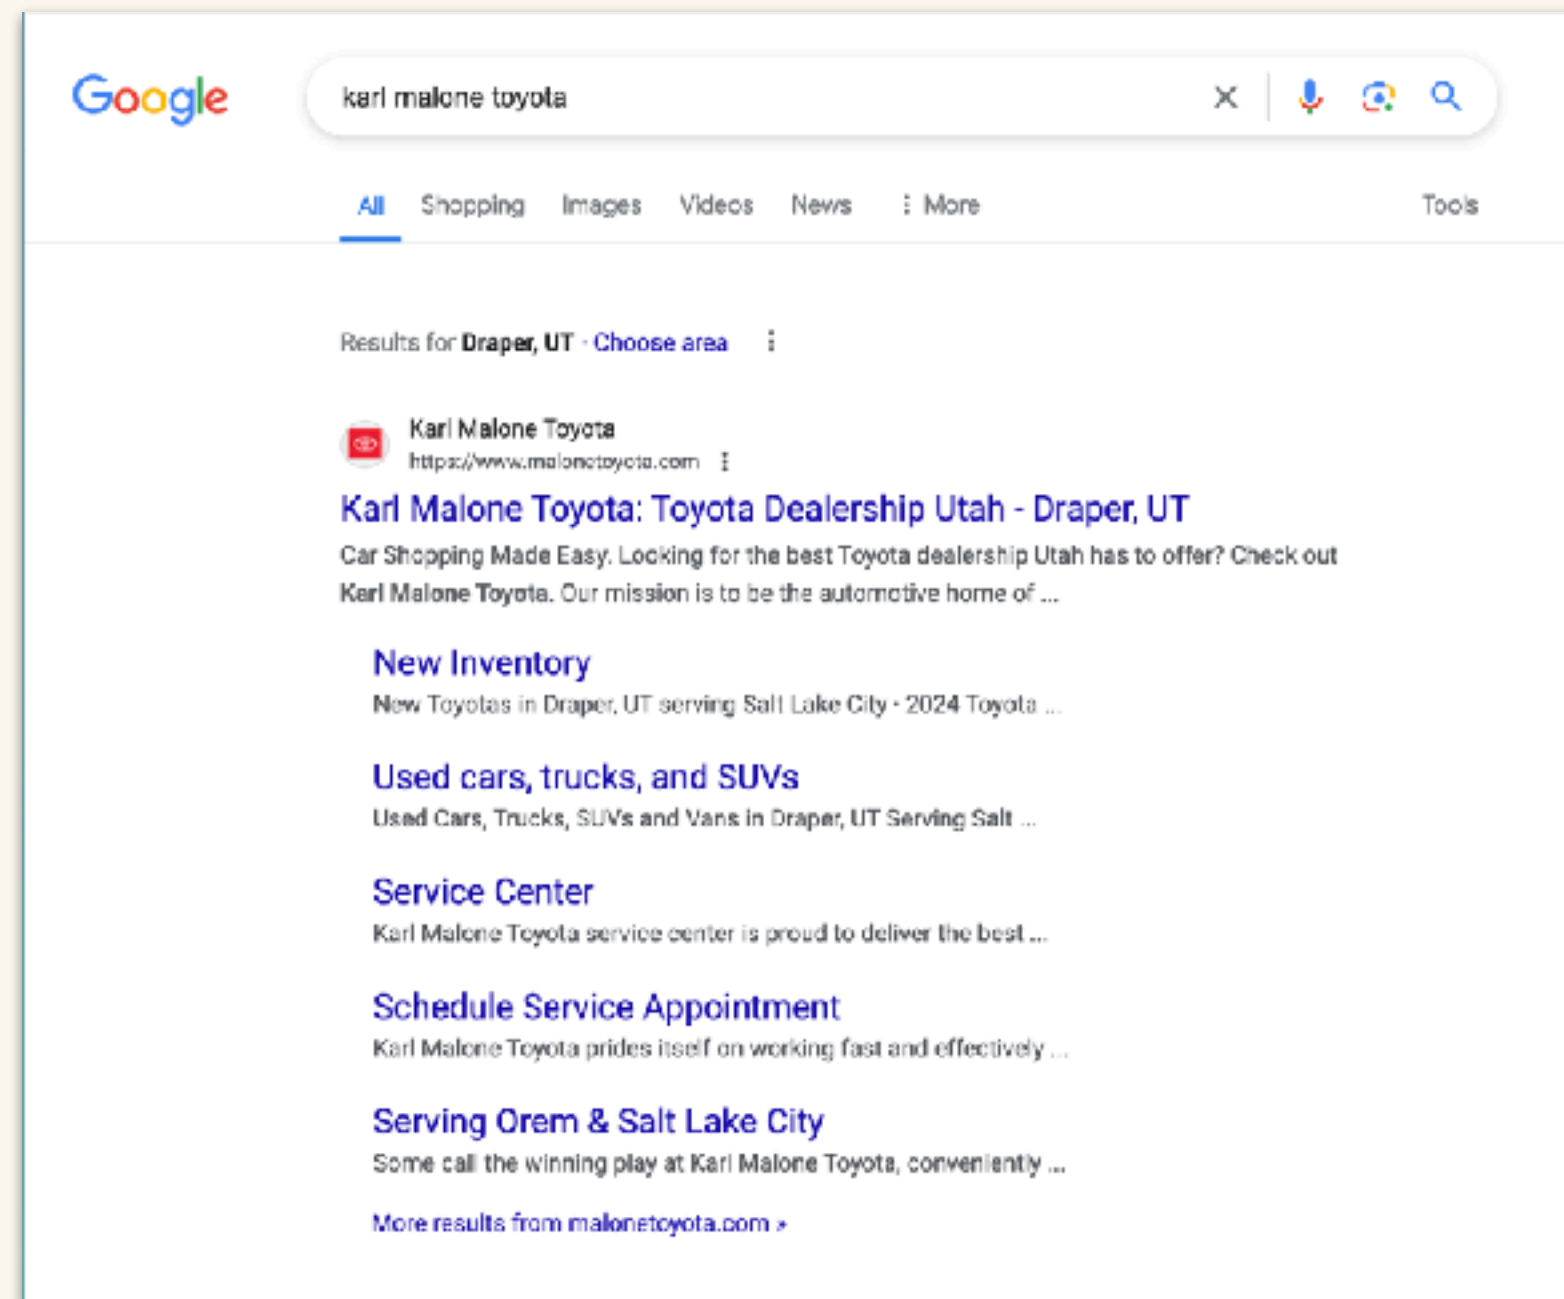 Google
karl malone toyota
All Shopping Images Videos News ⋮ More Tools
Results for Draper, UT · Choose area ⋮
Karl Malone Toyota
https://www.malonetoyota.com ⋮
Karl Malone Toyota: Toyota Dealership Utah - Draper, UT
Car Shopping Made Easy. Looking for the best Toyota dealership Utah has to offer? Check out
Karl Malone Toyota. Our mission is to be the automotive home of ...
New Inventory
New Toyotas in Draper, UT serving Salt Lake City · 2024 Toyota ...
Used cars, trucks, and SUVs
Used Cars, Trucks, SUVs and Vans in Draper, UT Serving Salt ...
Service Center
Karl Malone Toyota service center is proud to deliver the best ...
Schedule Service Appointment
Karl Malone Toyota prides itself on working fast and effectively ...
Serving Orem & Salt Lake City
Some call the winning play at Karl Malone Toyota, conveniently ...
More results from malonetoyota.com »